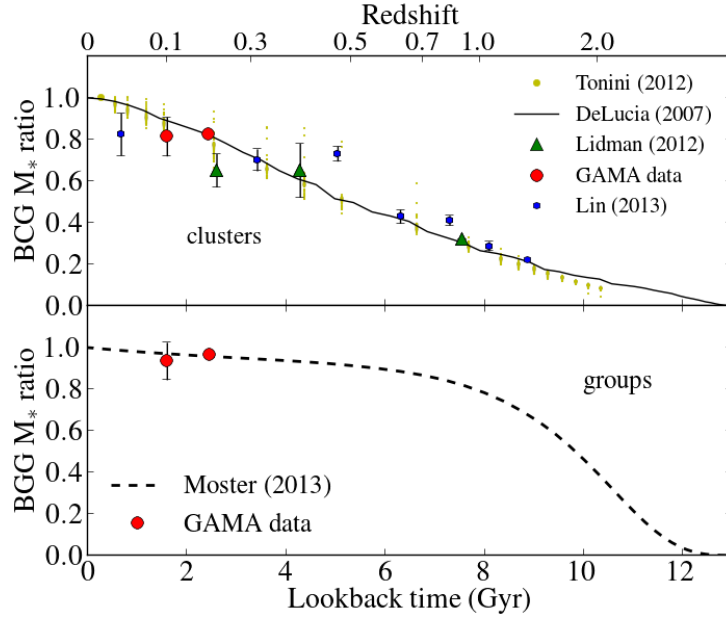 Redshift
0 0.1 0.3 0.5 0.7 1.0 2.0
1.0
0.8
0.6
0.4
0.2
0.0
BCG M* ratio
Tonini (2012)
DeLucia (2007)
Lidman (2012)
GAMA data
Lin (2013)
clusters
1.0
0.8
0.6
0.4
0.2
0.0
BGG M* ratio
groups
Moster (2013)
GAMA data
0 2 4 6 8 10 12
Lookback time (Gyr)